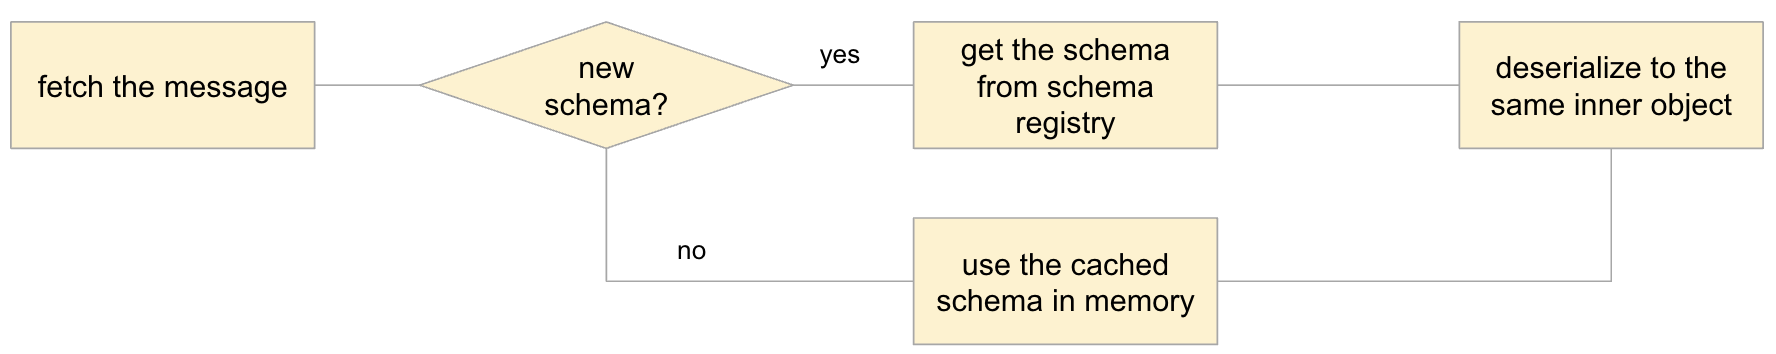 fetch the message
new
schema?
yes
get the schema
from schema
registry
deserialize to the
same inner object
no
use the cached
schema in memory